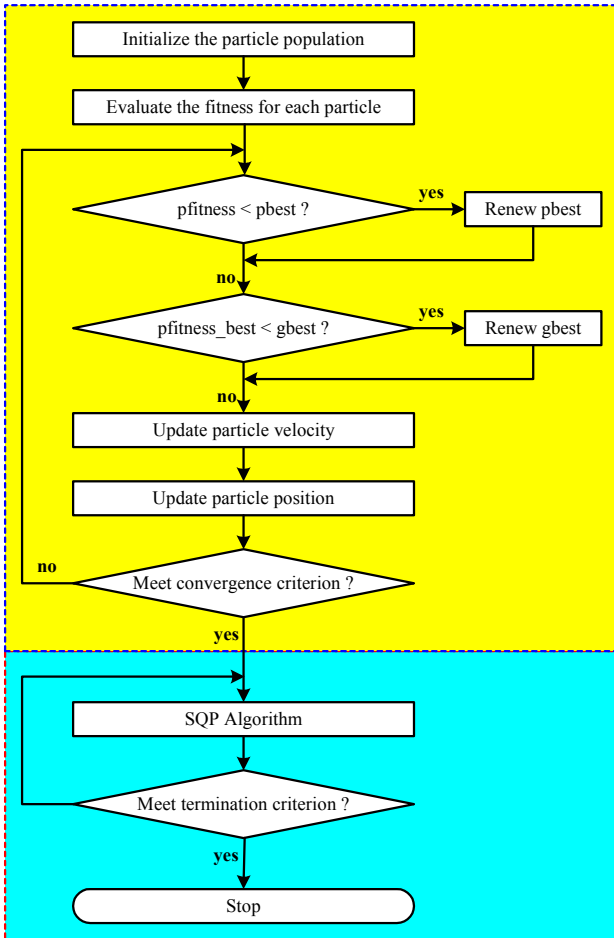 Initialize the particle population
Evaluate the fitness for each particle
pfitness < pbest ?
yes
Renew pbest
no
pfitness_best < gbest ?
yes
Renew gbest
no
Update particle velocity
Update particle position
no
Meet convergence criterion ?
yes
SQP Algorithm
Meet termination criterion ?
yes
Stop